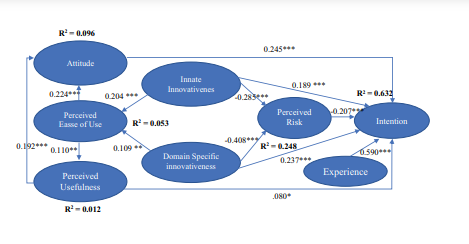 R² = 0.096
0.245***
Attitude
Innate
Innovativenes
0.224***
0.204 ***
-0.285***
0.189 ***
R² = 0.632
Perceived
Ease of Use
R² = 0.053
Perceived
Risk
-0.207***
Intention
0.192***
0.110**
0.109 **
Domain Specific
innovativeness
-0.408***
R² = 0.248
0.237***
0.590***
Perceived
Usefulness
Experience
.080*
R² = 0.012